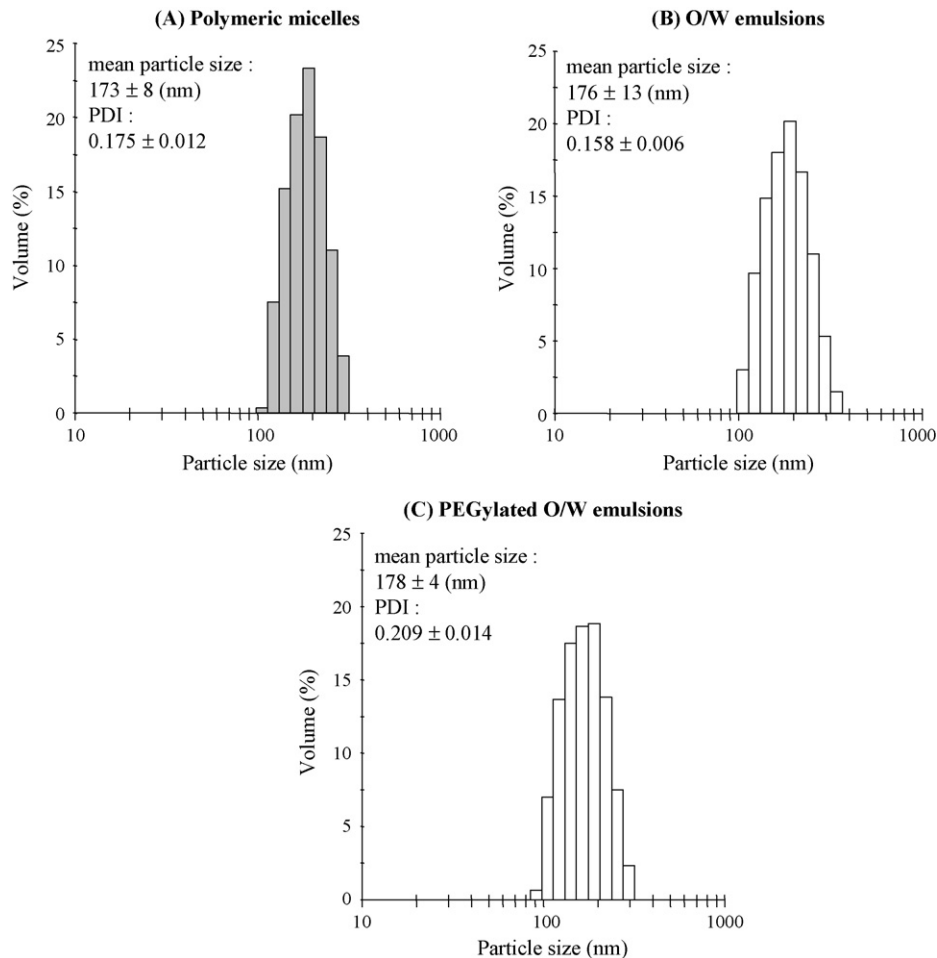 (A) Polymeric micelles
mean particle size :
173 ± 8 (nm)
PDI :
0.175 ± 0.012
Volume (%)
25
20
15
10
5
0
10
100
1000
Particle size (nm)
(B) O/W emulsions
mean particle size :
176 ± 13 (nm)
PDI :
0.158 ± 0.006
Volume (%)
25
20
15
10
5
0
10
100
1000
Particle size (nm)
(C) PEGylated O/W emulsions
mean particle size :
178 ± 4 (nm)
PDI :
0.209 ± 0.014
Volume (%)
25
20
15
10
5
0
10
100
1000
Particle size (nm)